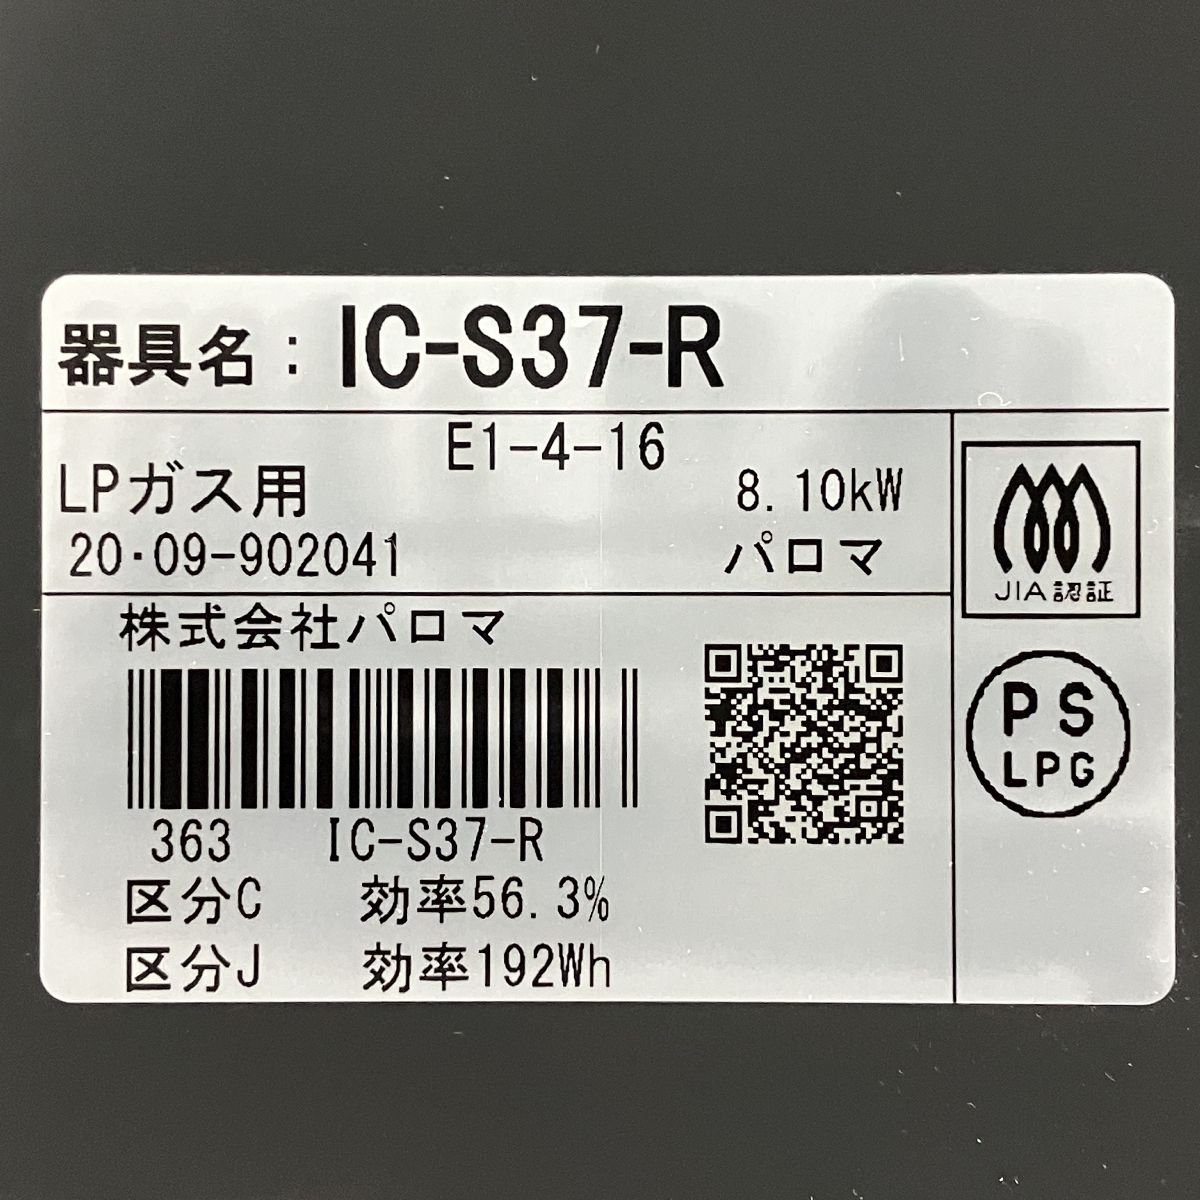 器具名：IC-S37-R
E1-4-16
LPガス用 8.10kW
20・09-902041 パロマ
JIA認証
株式会社パロマ
PS
LPG
363 IC-S37-R
区分C 効率56.3%
区分J 効率192Wh